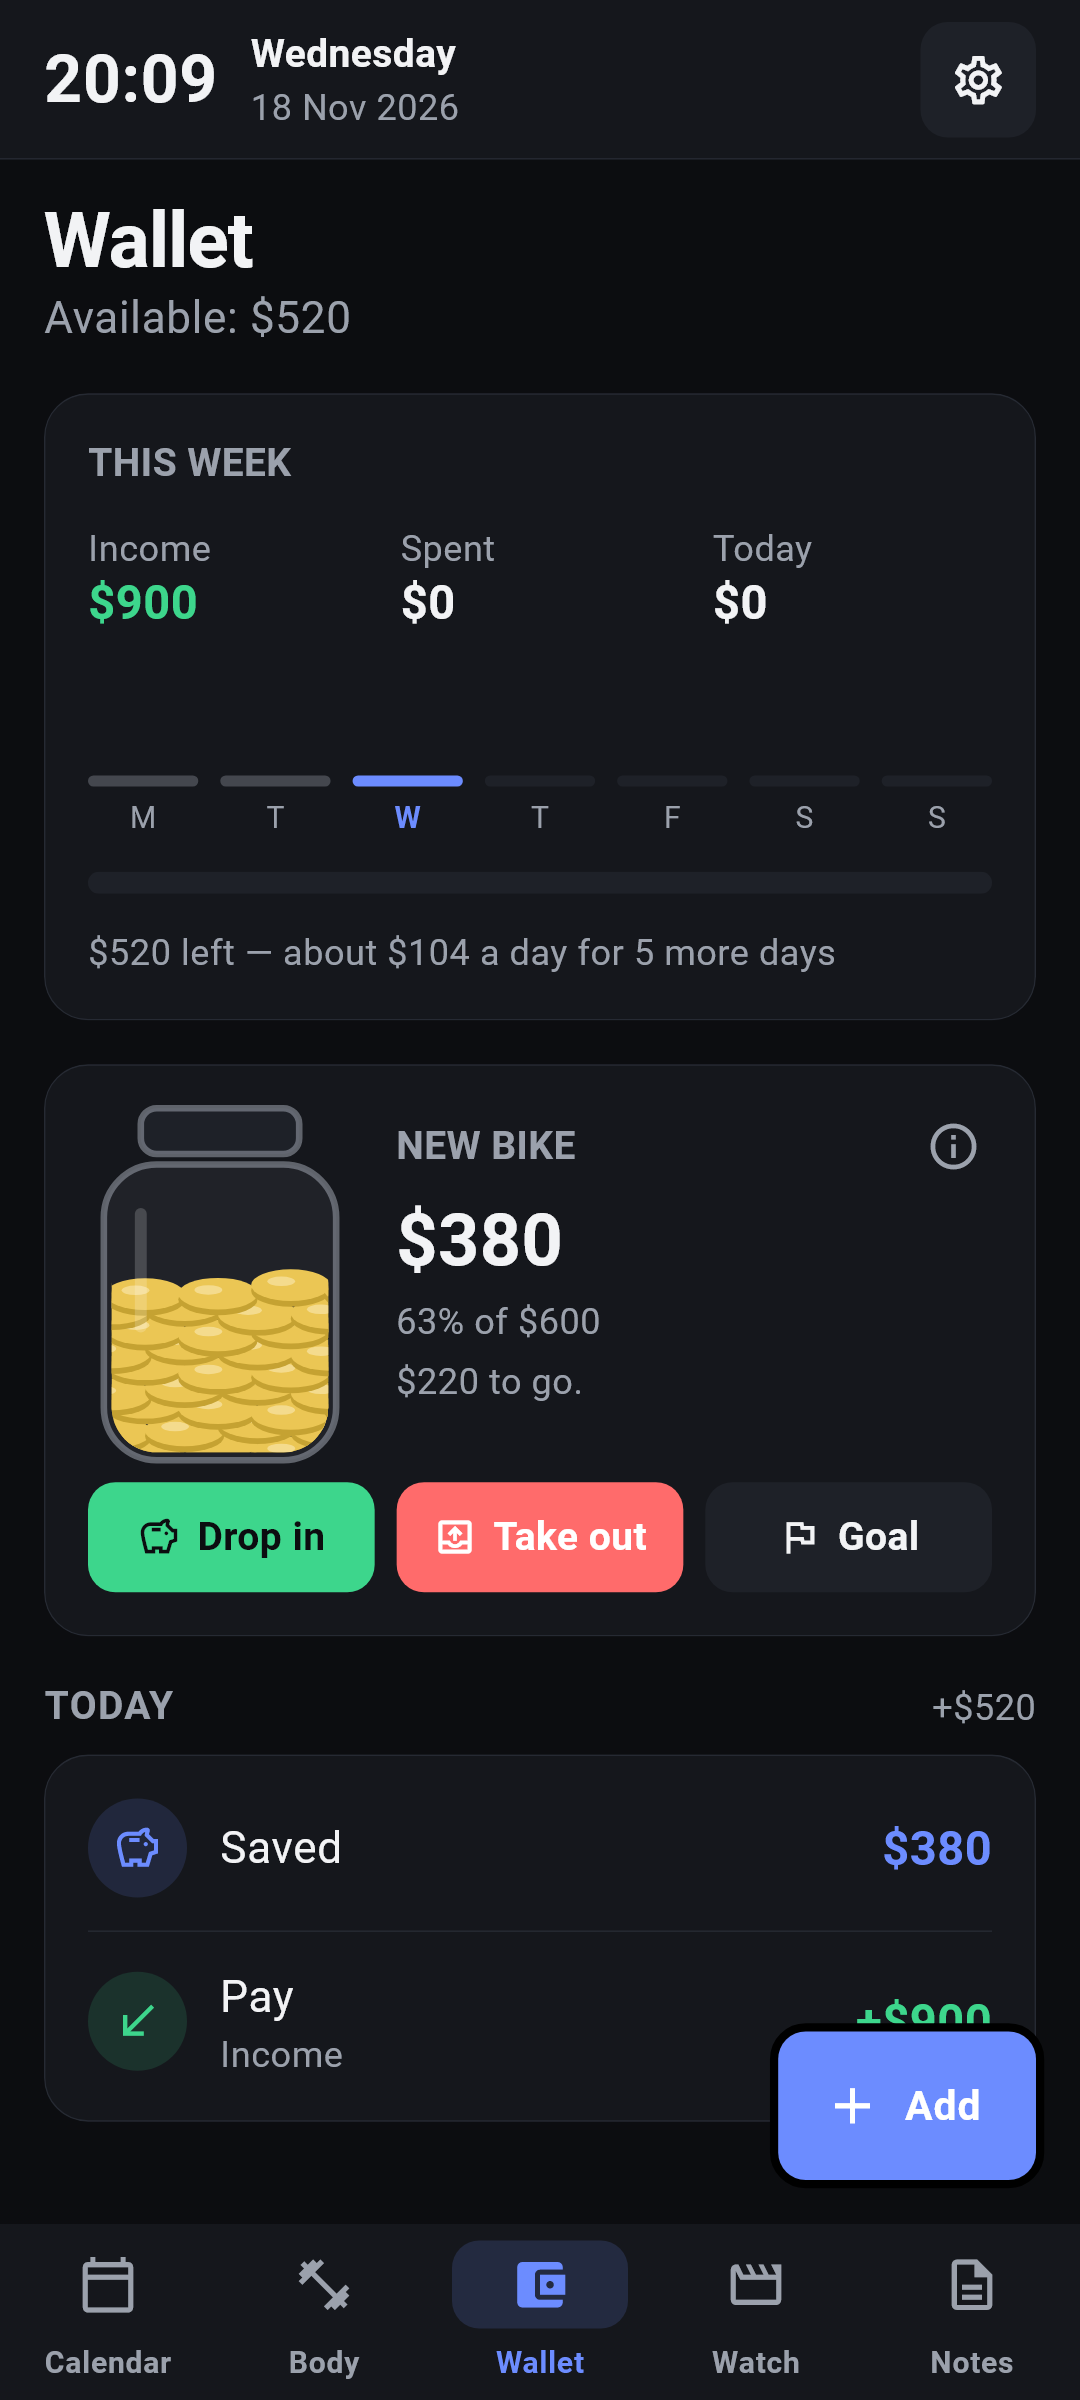 20:09
Wednesday
18 Nov 2026
Wallet
Available: $520
THIS WEEK
Income Spent Today
$900 $0 $0
M T W T F S S
$520 left — about $104 a day for 5 more days
NEW BIKE
$380
63% of $600
$220 to go.
Drop in Take out Goal
TODAY +$520
Saved $380
Pay +$900
Income
Add
Calendar Body Wallet Watch Notes